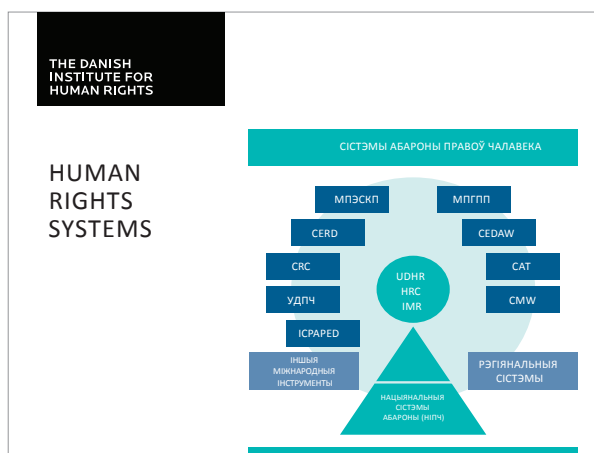 THE DANISH
INSTITUTE FOR
HUMAN RIGHTS
HUMAN
RIGHTS
SYSTEMS
СІСТЭМЫ АБАРОНЫ ПРАВОЎ ЧАЛАВЕКА
МПЭСКП
МПГПП
CERD
CEDAW
CRC
CAT
УДПЧ
CMW
ICPAPED
UDHR
HRC
IMR
ІНШЫЯ
МІЖНАРОДНЫЯ
ІНСТРУМЕНТЫ
РЭГІЯНАЛЬНЫЯ
СІСТЭМЫ
НАЦЫЯНАЛЬНЫЯ
СІСТЭМЫ
АБАРОНЫ (НІПЧ)